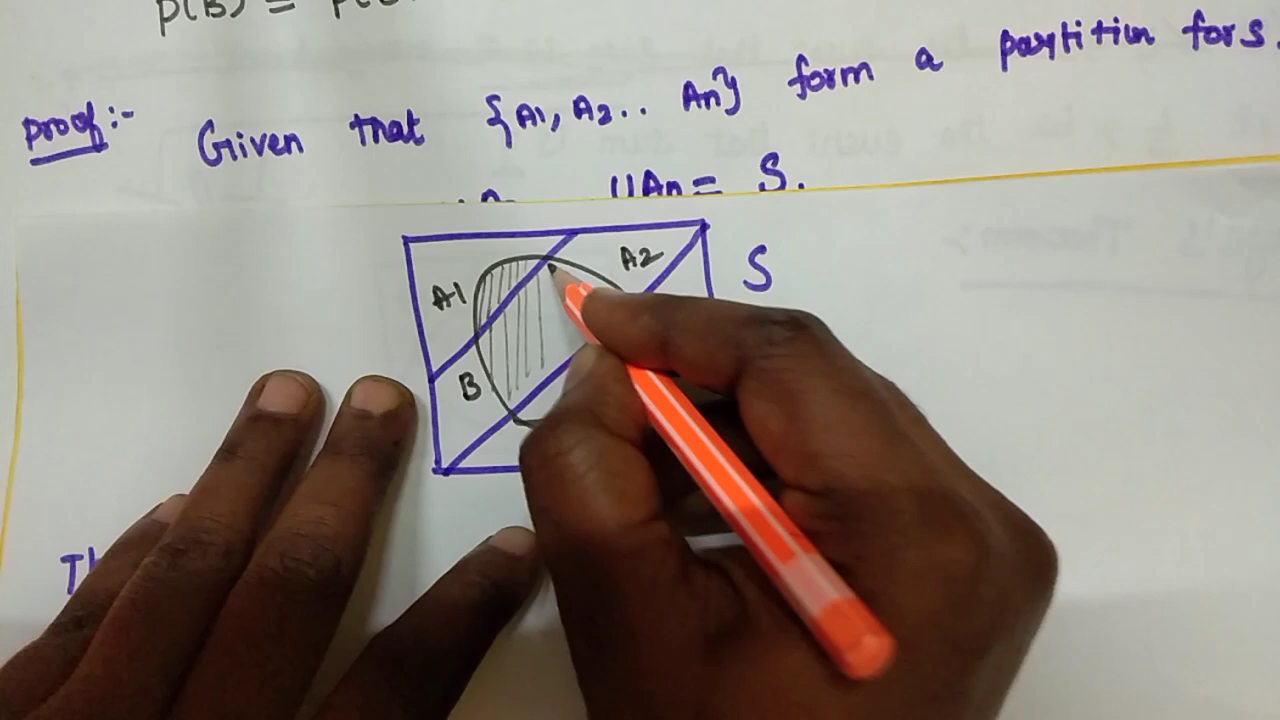 P(B) =
Proof:- Given that {A1, A2.. An} form a partition for S.
UAn = S.
A1
A2
S
B